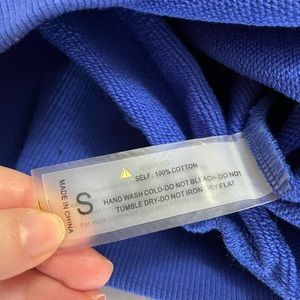 WARNING:
SELF: 100% COTTON
MADE IN CHINA
S
HAND WASH COLD-DO NOT BLEACH-DO NOT
TUMBLE DRY-DO NOT IRON-DRY FLAT